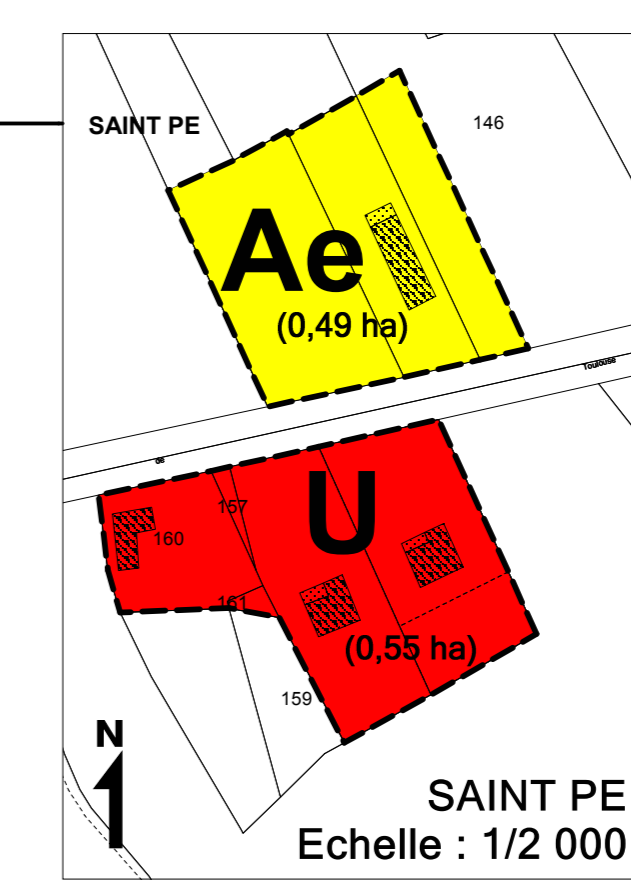 SAINT PE
146
Ae
(0,49 ha)
Toulouse
de
U
157
160
161
(0,55 ha)
159
N
SAINT PE
Echelle : 1/2 000